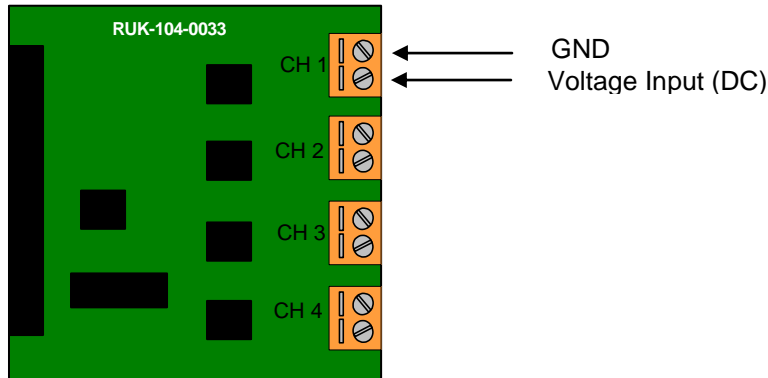 RUK-104-0033
CH 1
GND
Voltage Input (DC)
CH 2
CH 3
CH 4